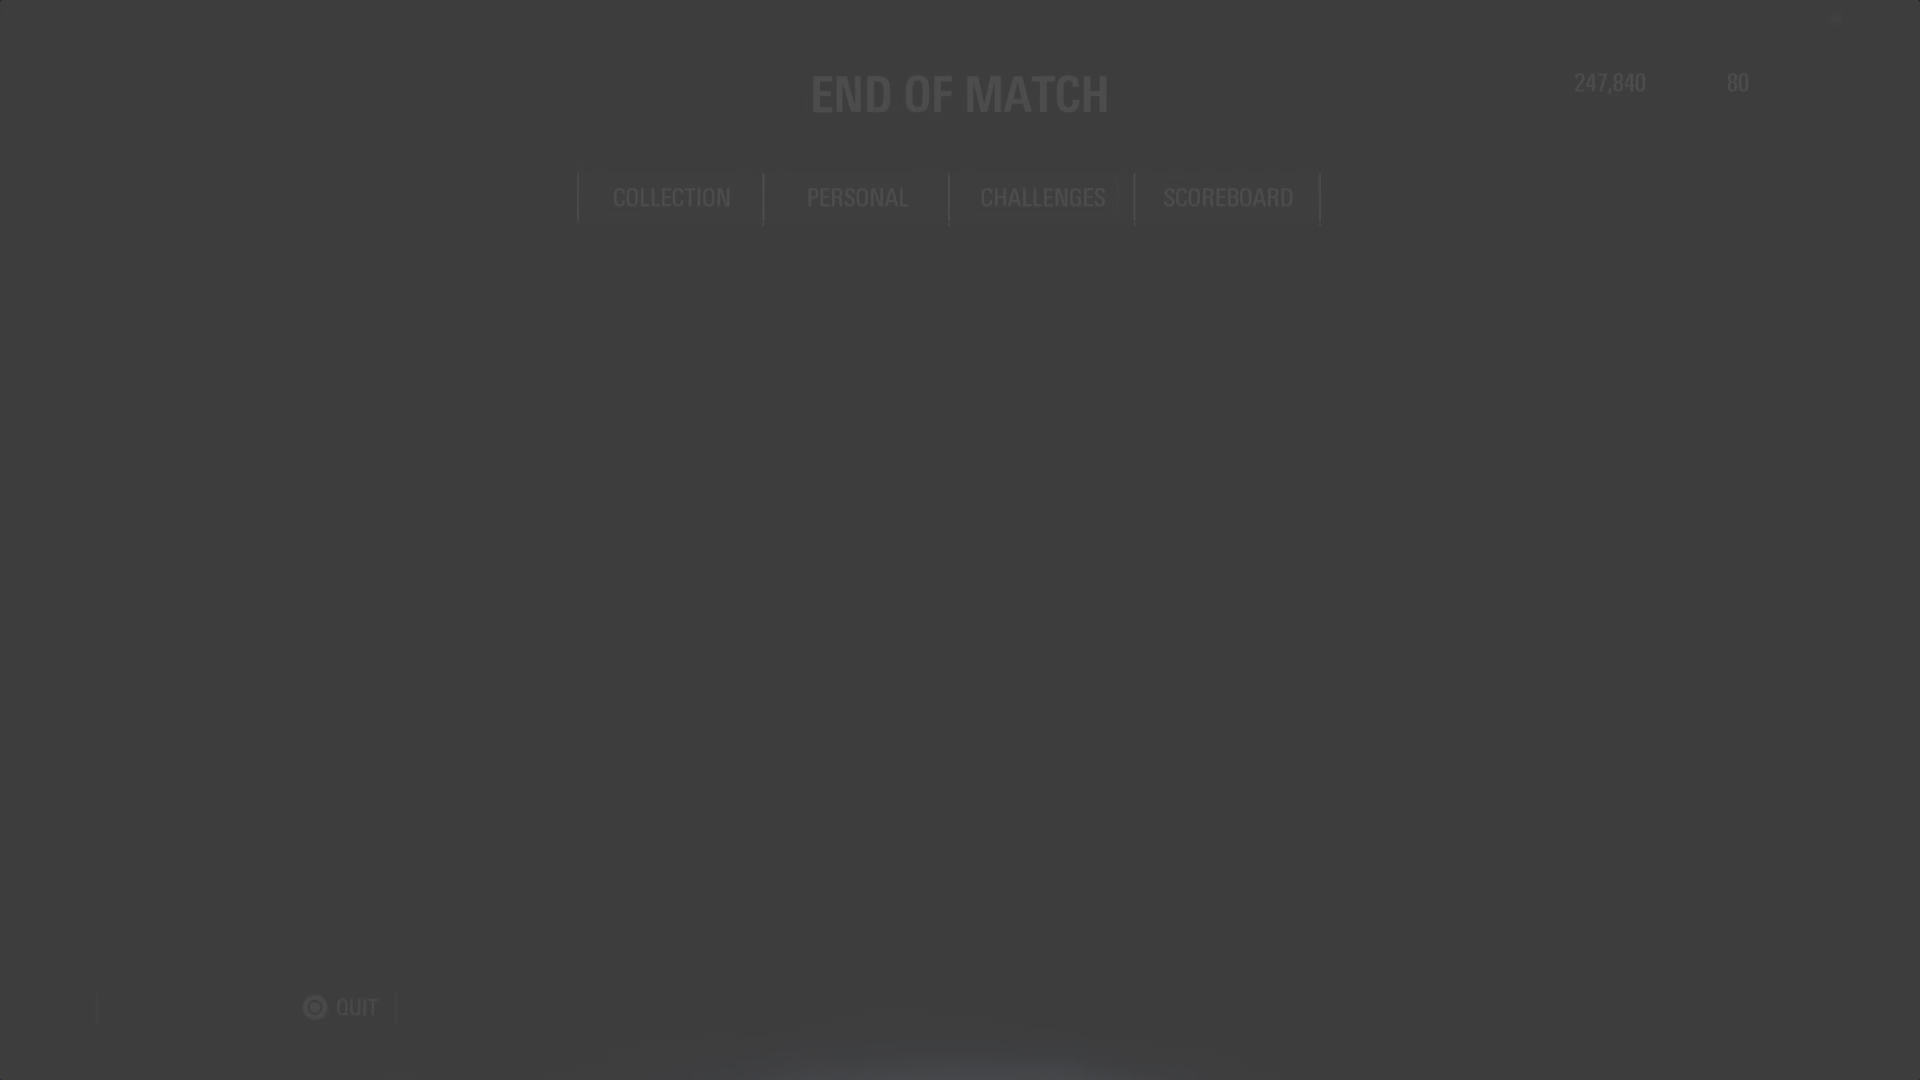 END OF MATCH
247,840
80
COLLECTION
PERSONAL
CHALLENGES
SCOREBOARD
QUIT